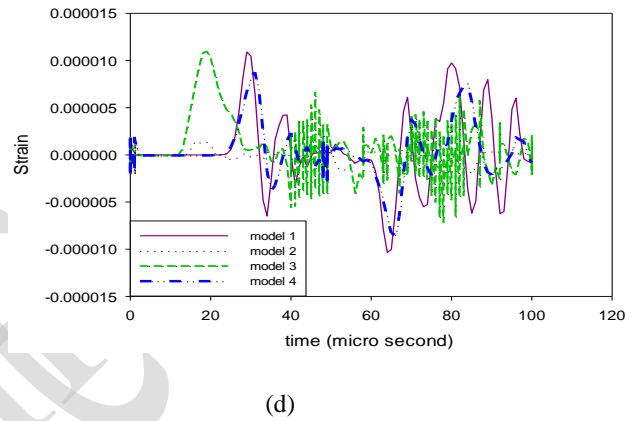 0.000015
0.000010
0.000005
0.000000
-0.000005
-0.000010
-0.000015
Strain
model 1
model 2
model 3
model 4
0 20 40 60 80 100 120
time (micro second)
(d)